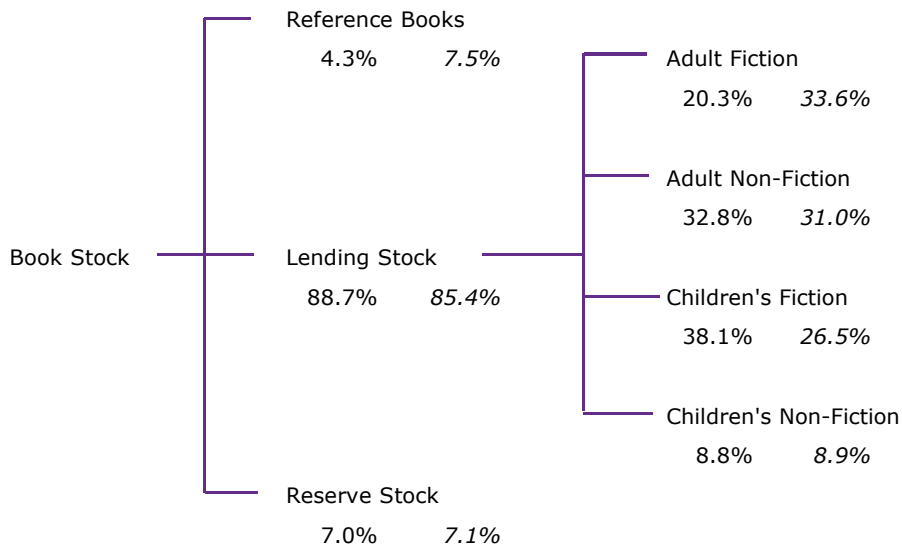 Reference Books
4.3% 7.5%
Adult Fiction
20.3% 33.6%
Adult Non-Fiction
32.8% 31.0%
Book Stock
Lending Stock
88.7% 85.4%
Children's Fiction
38.1% 26.5%
Children's Non-Fiction
8.8% 8.9%
Reserve Stock
7.0% 7.1%